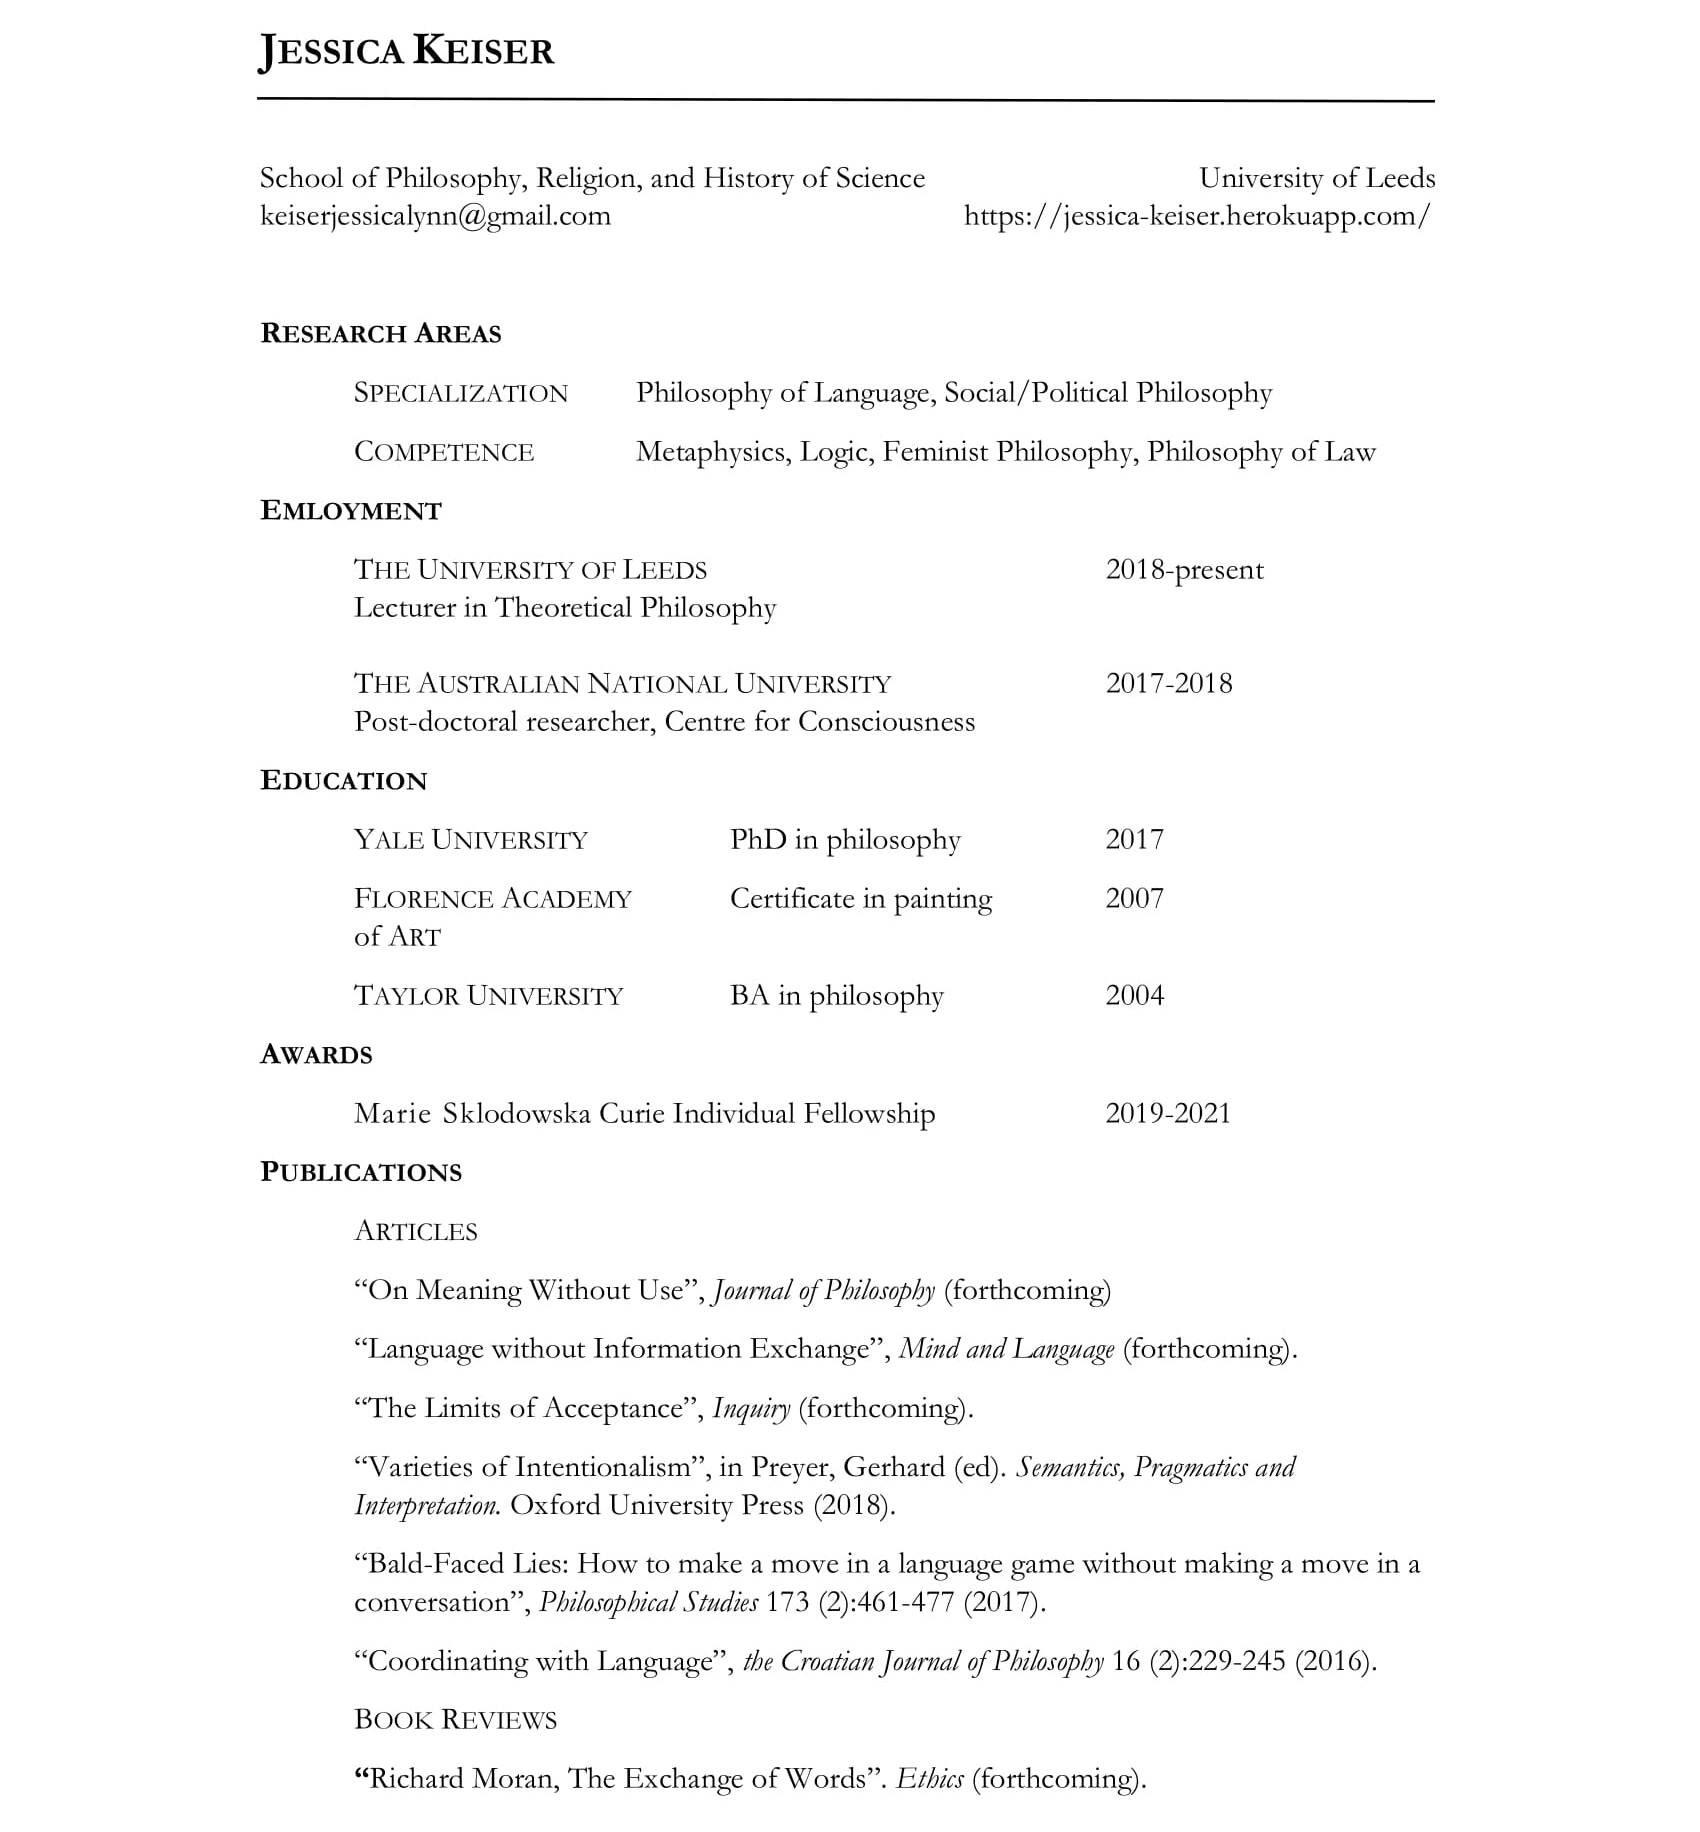 JESSICA KEISER
School of Philosophy, Religion, and History of Science University of Leeds
keiserjessicalynn@gmail.com https://jessica-keiser.herokuapp.com/
RESEARCH AREAS
SPECIALIZATION Philosophy of Language, Social/Political Philosophy
COMPETENCE Metaphysics, Logic, Feminist Philosophy, Philosophy of Law
EMLOYMENT
THE UNIVERSITY OF LEEDS 2018-present
Lecturer in Theoretical Philosophy
THE AUSTRALIAN NATIONAL UNIVERSITY 2017-2018
Post-doctoral researcher, Centre for Consciousness
EDUCATION
YALE UNIVERSITY PhD in philosophy 2017
FLORENCE ACADEMY Certificate in painting 2007
of ART
TAYLOR UNIVERSITY BA in philosophy 2004
AWARDS
Marie Sklodowska Curie Individual Fellowship 2019-2021
PUBLICATIONS
ARTICLES
“On Meaning Without Use”, Journal of Philosophy (forthcoming)
“Language without Information Exchange”, Mind and Language (forthcoming).
“The Limits of Acceptance”, Inquiry (forthcoming).
“Varieties of Intentionalism”, in Preyer, Gerhard (ed). Semantics, Pragmatics and
Interpretation. Oxford University Press (2018).
“Bald-Faced Lies: How to make a move in a language game without making a move in a
conversation”, Philosophical Studies 173 (2):461-477 (2017).
“Coordinating with Language”, the Croatian Journal of Philosophy 16 (2):229-245 (2016).
BOOK REVIEWS
“Richard Moran, The Exchange of Words”. Ethics (forthcoming).